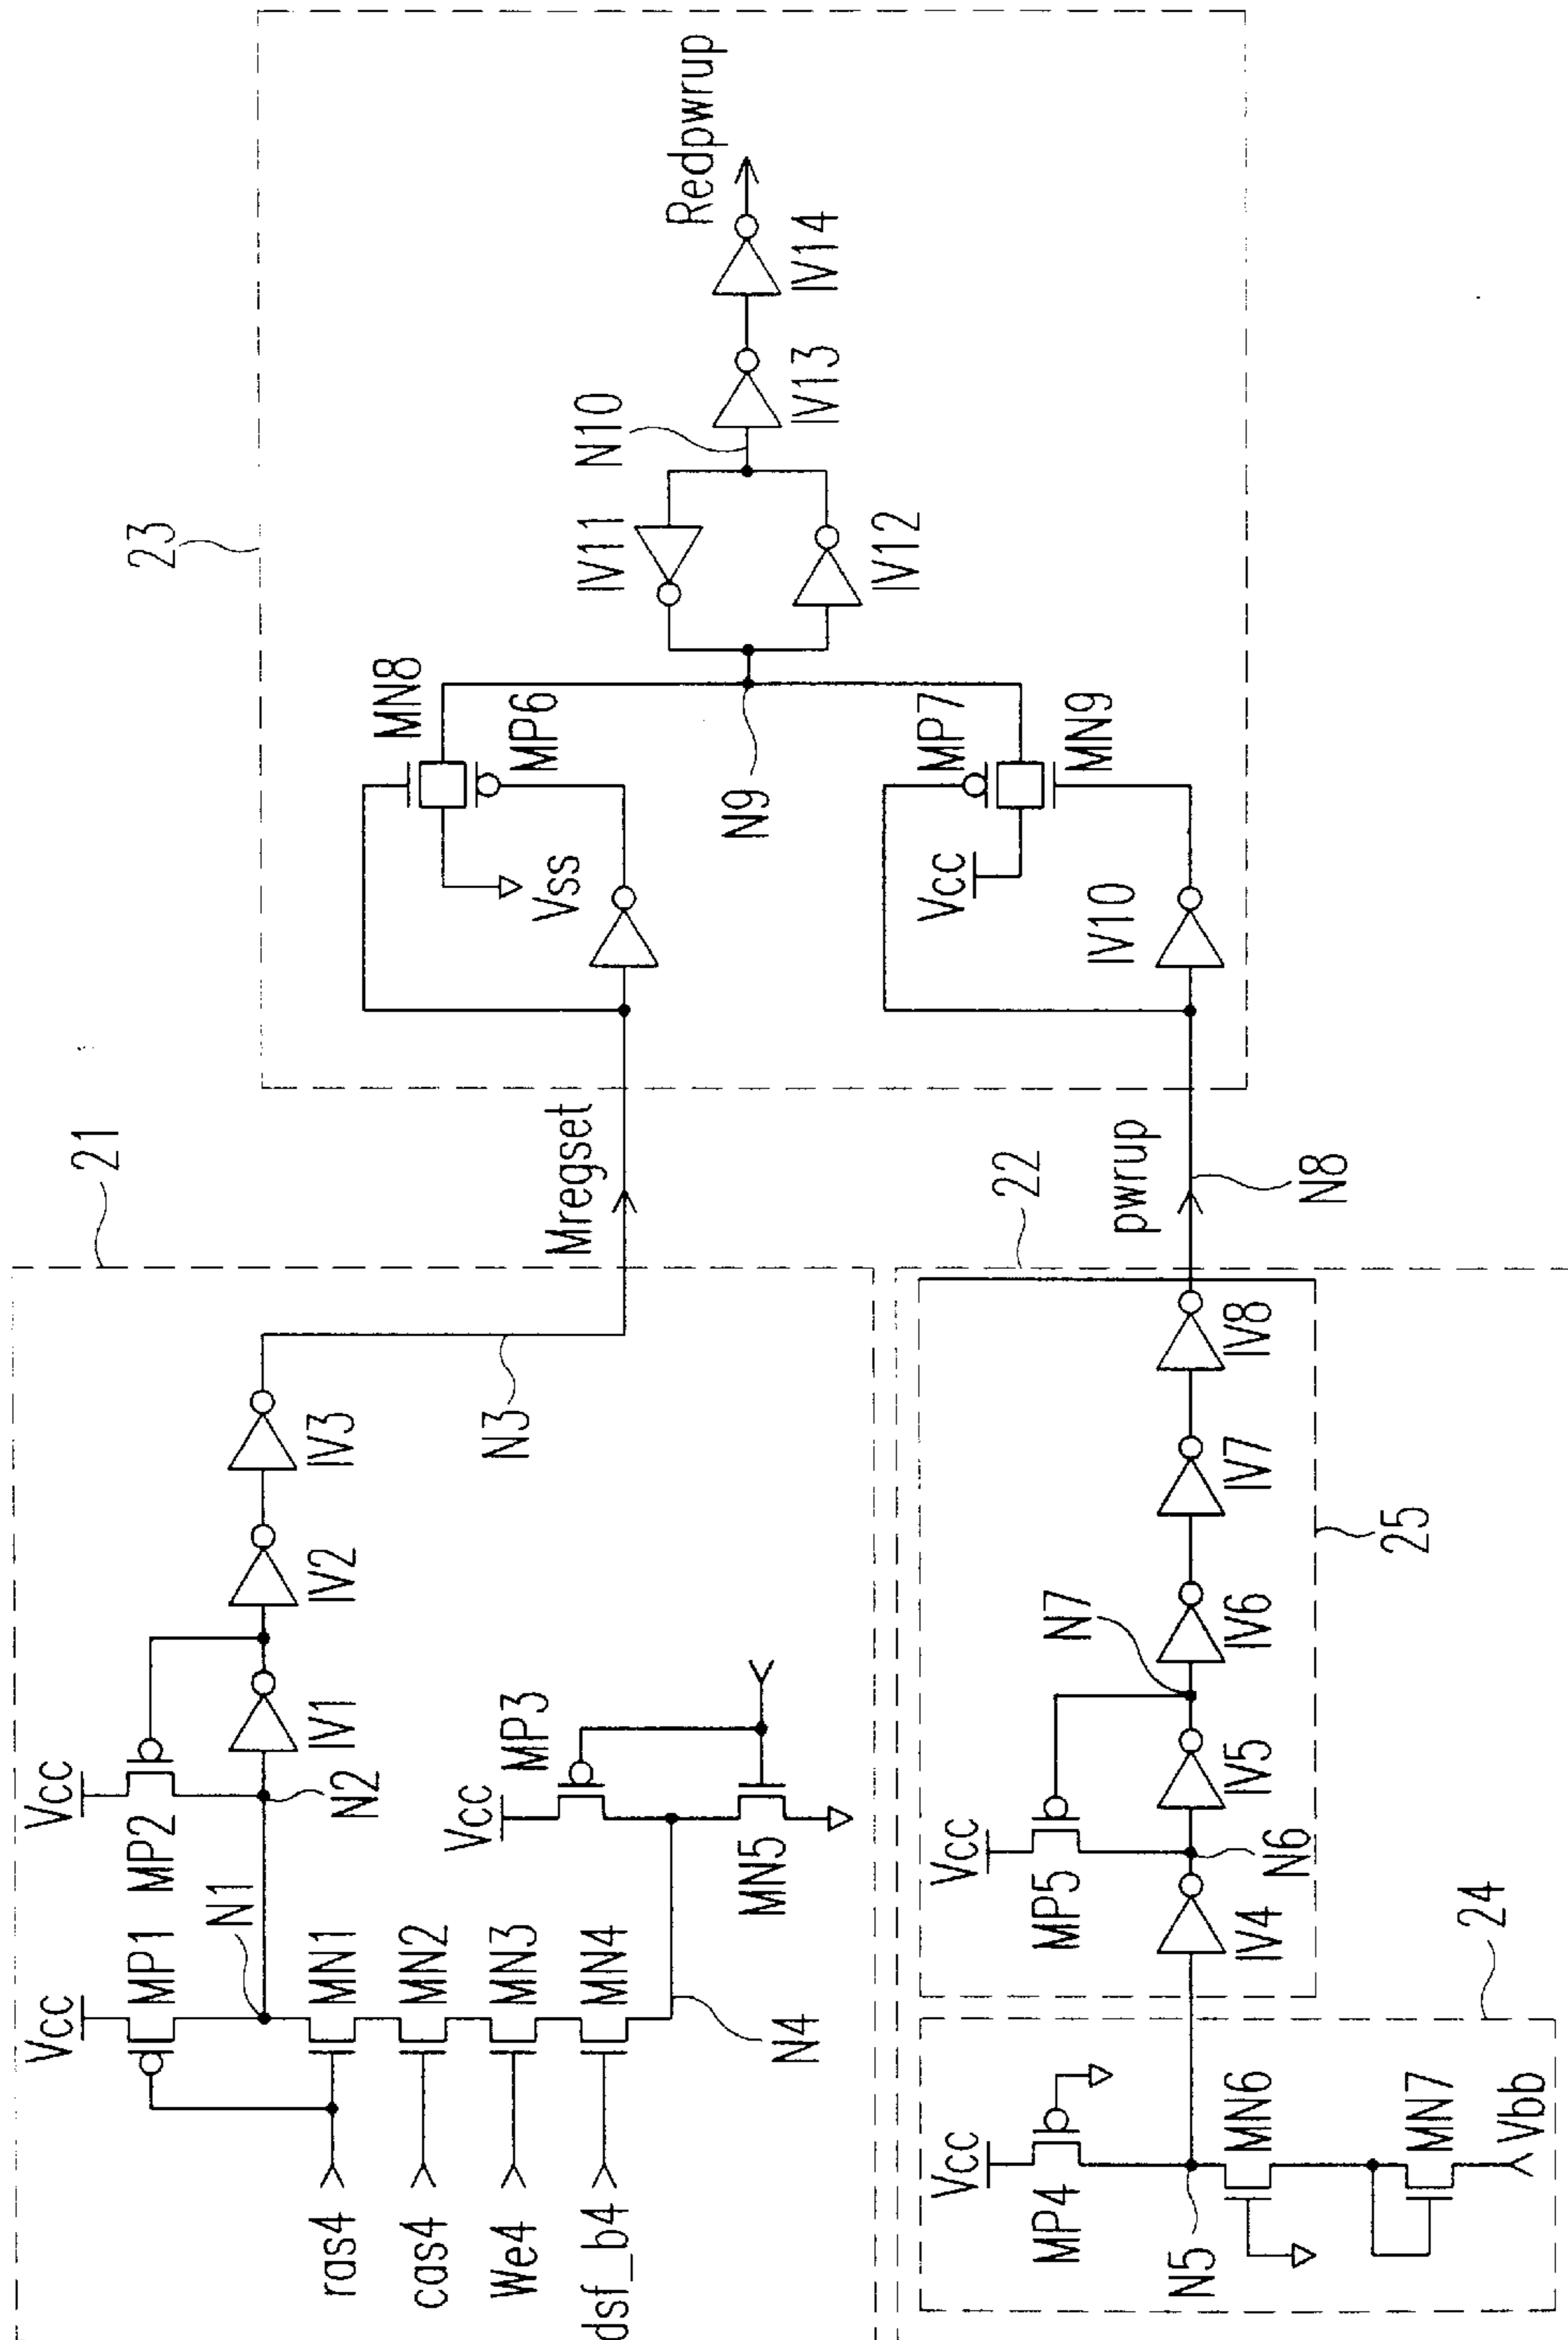 21
Vcc
MP1
N1
Vcc
MP2
N2
IV1
IV2
IV3
N3
Mregset
ras4
cas4
We4
dsf_b4
MN1
MN2
MN3
MN4
N4
Vcc
MP3
MN5
22
24
Vcc
MP4
N5
MN6
MN7
Vbb
25
Vcc
MP5
IV4
N6
IV5
N7
IV6
IV7
IV8
pwrup
N8
23
MN8
MP6
Vss
N9
MP7
MN9
Vcc
IV10
IV11
IV12
N10
IV13
IV14
Redpwrup